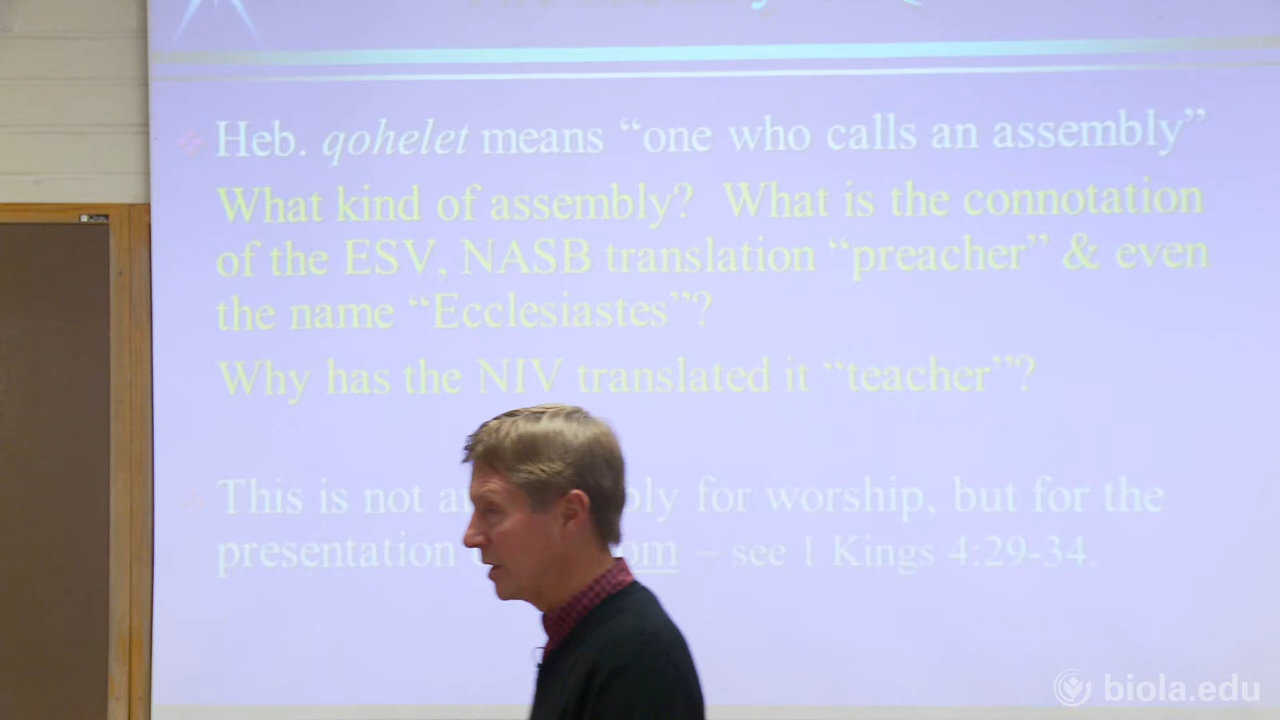 Heb. qohelet means “one who calls an assembly”
What kind of assembly? What is the connotation
of the ESV, NASB translation “preacher” & even
the name “Ecclesiastes”?
Why has the NIV translated it “teacher”?
This is not for worship, but for the
presentation – see 1 Kings 4:29-34.
biola.edu